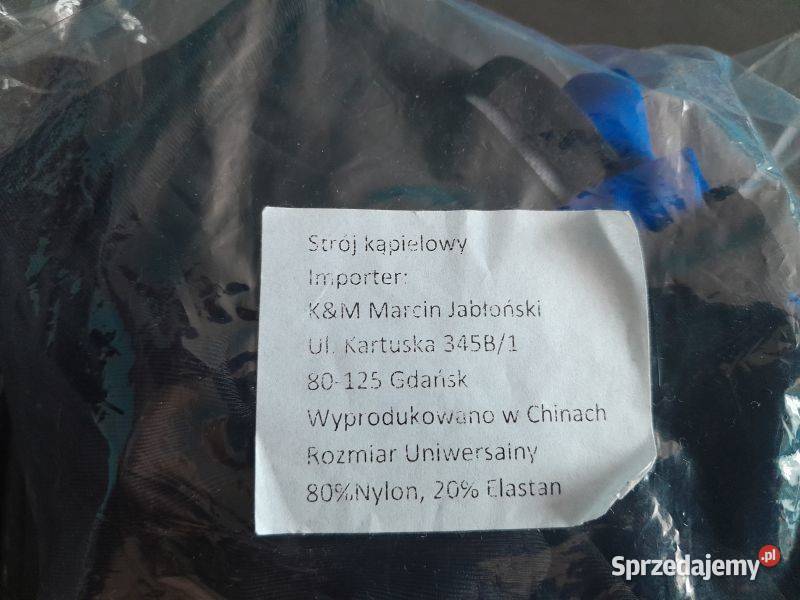 Strój kąpielowy
Importer:
K&M Marcin Jabłoński
Ul. Kartuska 345B/1
80-125 Gdańsk
Wyprodukowano w Chinach
Rozmiar Uniwersalny
80%Nylon, 20% Elastan
Sprzedajemy.pl